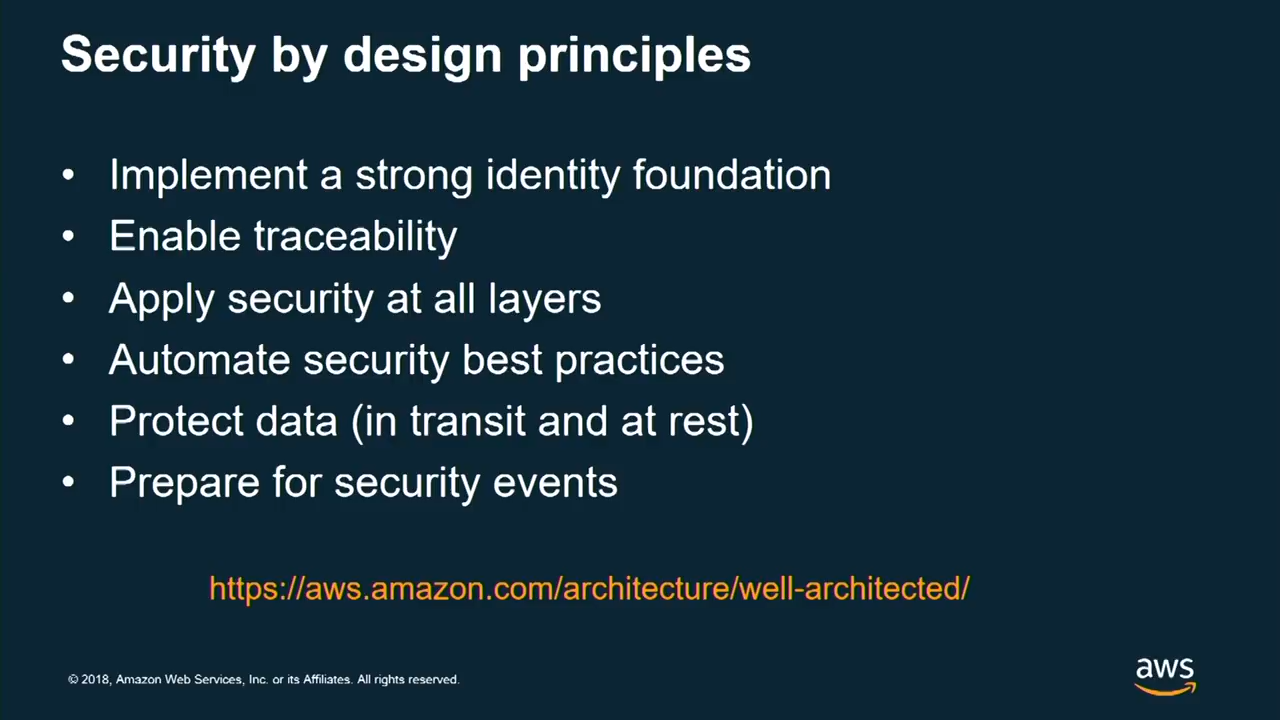 Security by design principles
• Implement a strong identity foundation
• Enable traceability
• Apply security at all layers
• Automate security best practices
• Protect data (in transit and at rest)
• Prepare for security events
https://aws.amazon.com/architecture/well-architected/
© 2018, Amazon Web Services, Inc. or its Affiliates. All rights reserved.
aws